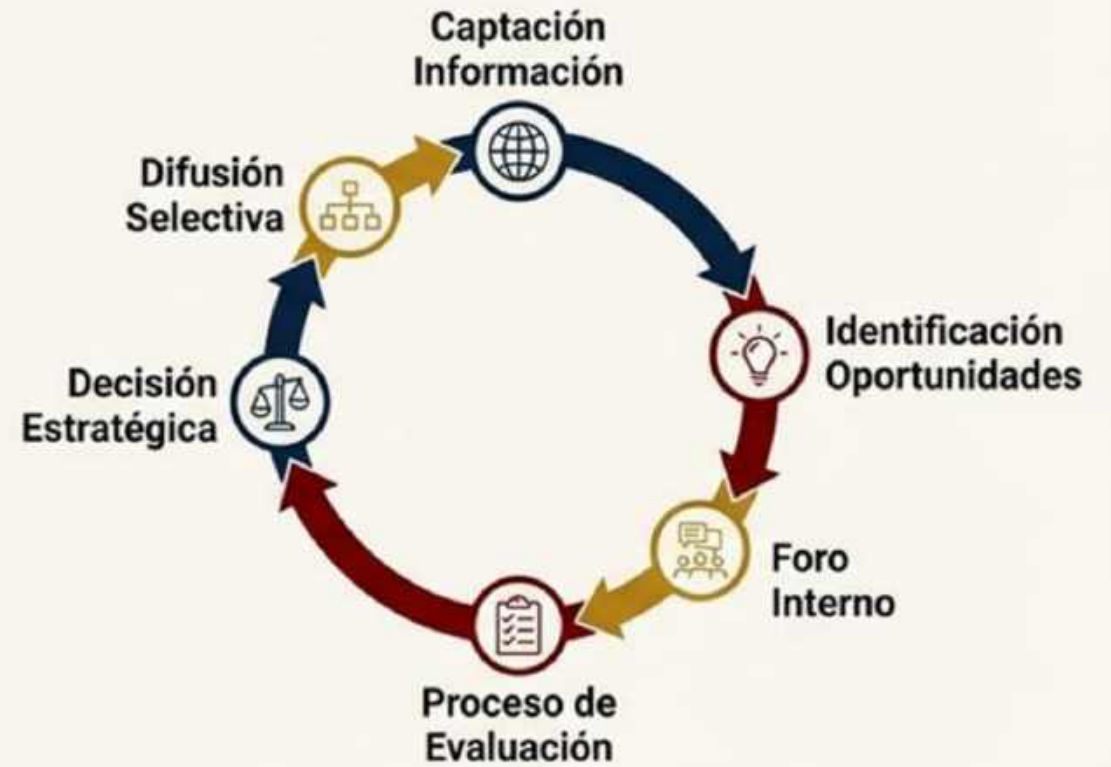 Captación
Información
Identificación
Oportunidades
Foro
Interno
Proceso de
Evaluación
Decisión
Estratégica
Difusión
Selectiva